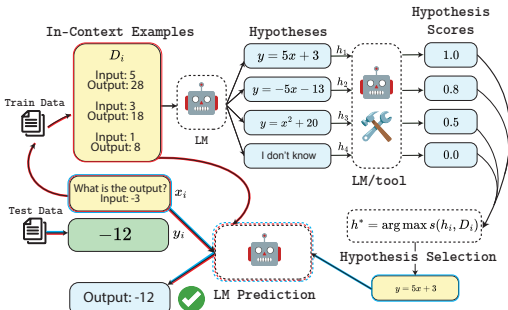 In-Context Examples
Hypotheses
Hypothesis
Scores
D_i
Input: 5
Output: 28
Input: 3
Output: 18
Input: 1
Output: 8
Train Data
LM
y = 5x + 3
y = −5x − 13
y = x² + 20
I don't know
h_1
h_2
h_3
h_4
LM/tool
1.0
0.8
0.5
0.0
What is the output?
Input: -3
x_i
Test Data
−12
y_i
h* = arg max s(h_i, D_i)
Hypothesis Selection
y = 5x + 3
LM Prediction
Output: -12